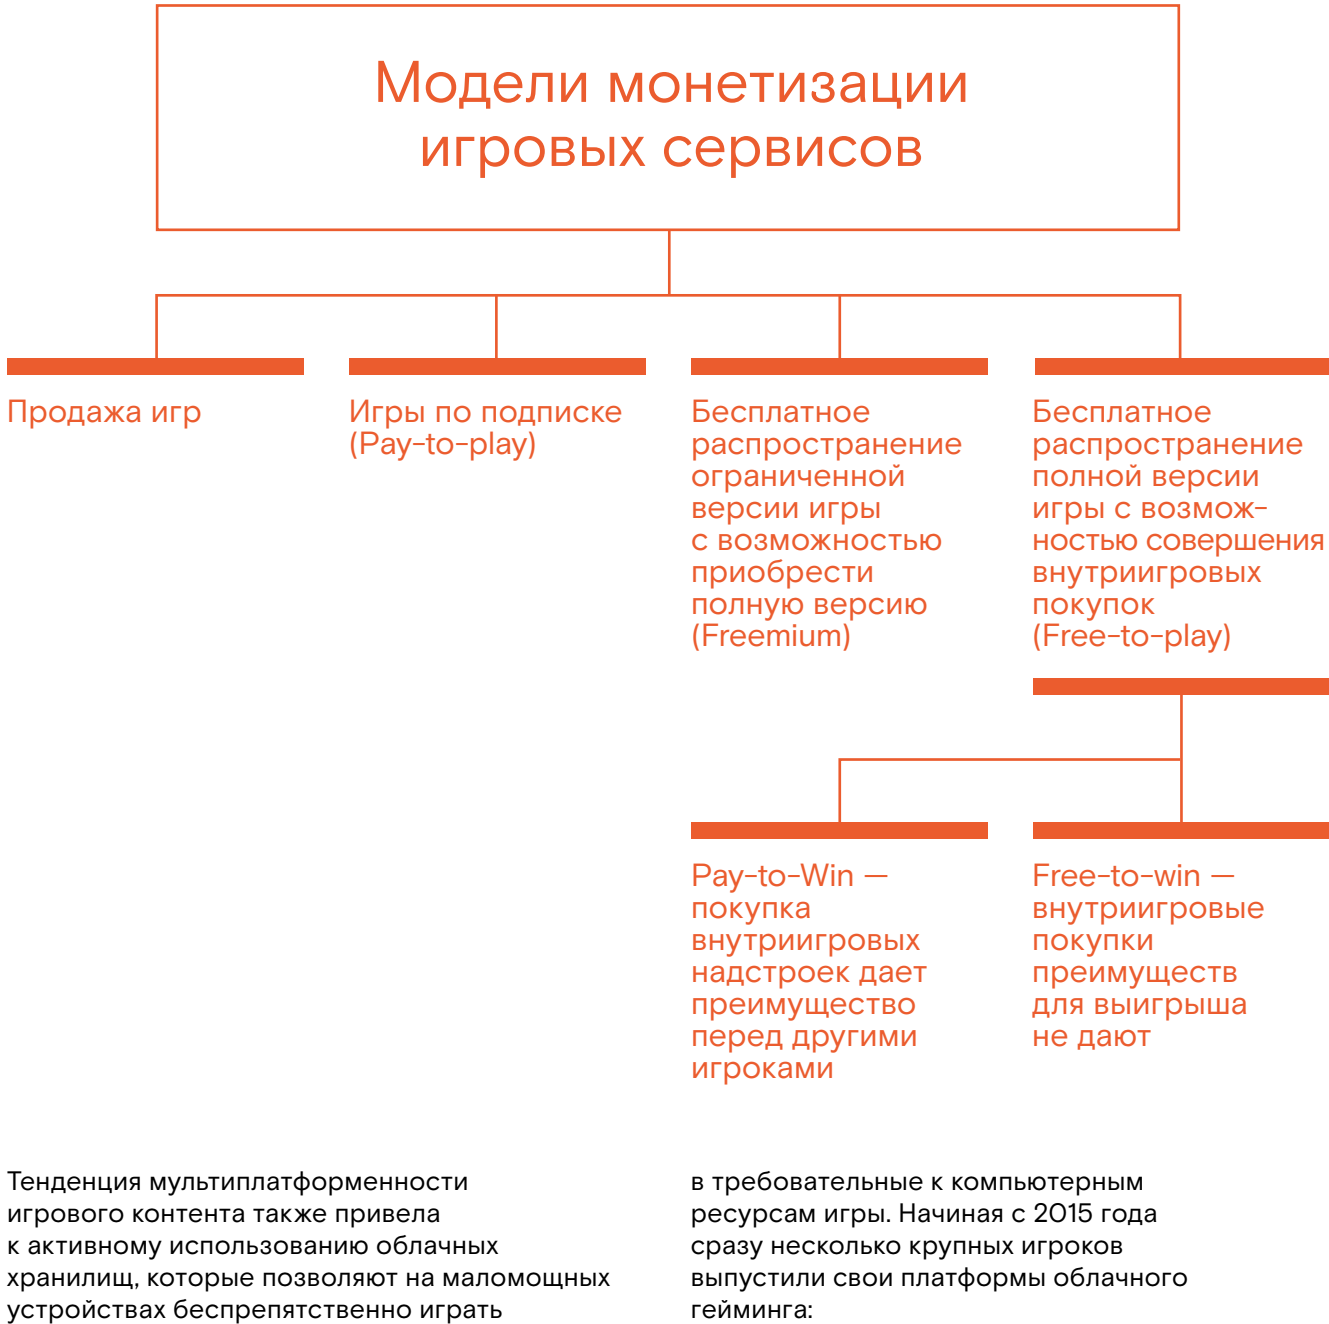 Модели монетизации
игровых сервисов
Продажа игр
Игры по подписке
(Pay-to-play)
Бесплатное
распространение
ограниченной
версии игры
с возможностью
приобрести
полную версию
(Freemium)
Бесплатное
распространение
полной версии
игры с возмож-
ностью совершения
внутриигровых
покупок
(Free-to-play)
Pay-to-Win —
покупка
внутриигровых
надстроек дает
преимущество
перед другими
игроками
Free-to-win —
внутриигровые
покупки
преимуществ
для выигрыша
не дают
Тенденция мультиплатформенности
игрового контента также привела
к активному использованию облачных
хранилищ, которые позволяют на маломощных
устройствах беспрепятственно играть
в требовательные к компьютерным
ресурсам игры. Начиная с 2015 года
сразу несколько крупных игроков
выпустили свои платформы облачного
гейминга: